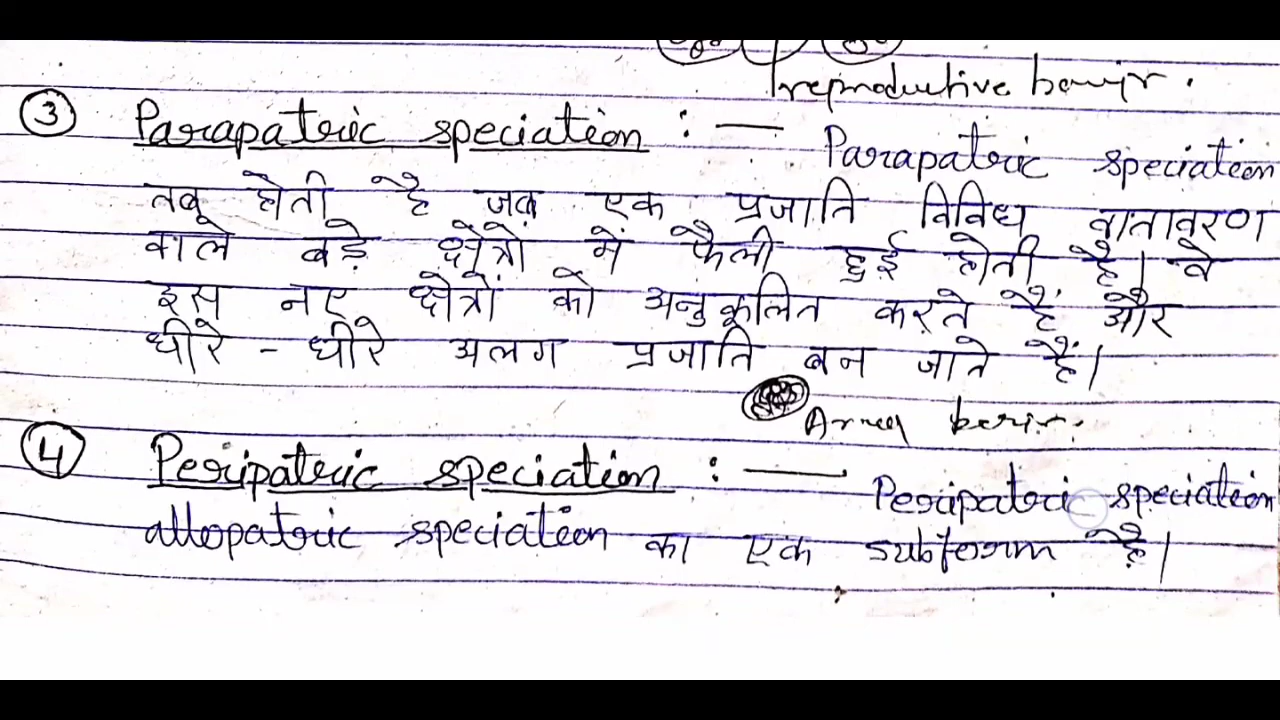 reproductive
③ Parapatric speciation : — Parapatric speciation
तब होती है जब एक प्रजाति विविध वातावरण
वाले बड़े क्षेत्रों में फैली हुई होती है। वे
इस नए क्षेत्रों को अनुकूलित करते हैं और
धीरे - धीरे अलग प्रजाति बन जाते हैं।
④ Peripatric speciation : — Peripatric speciation
allopatric speciation का एक subform है।